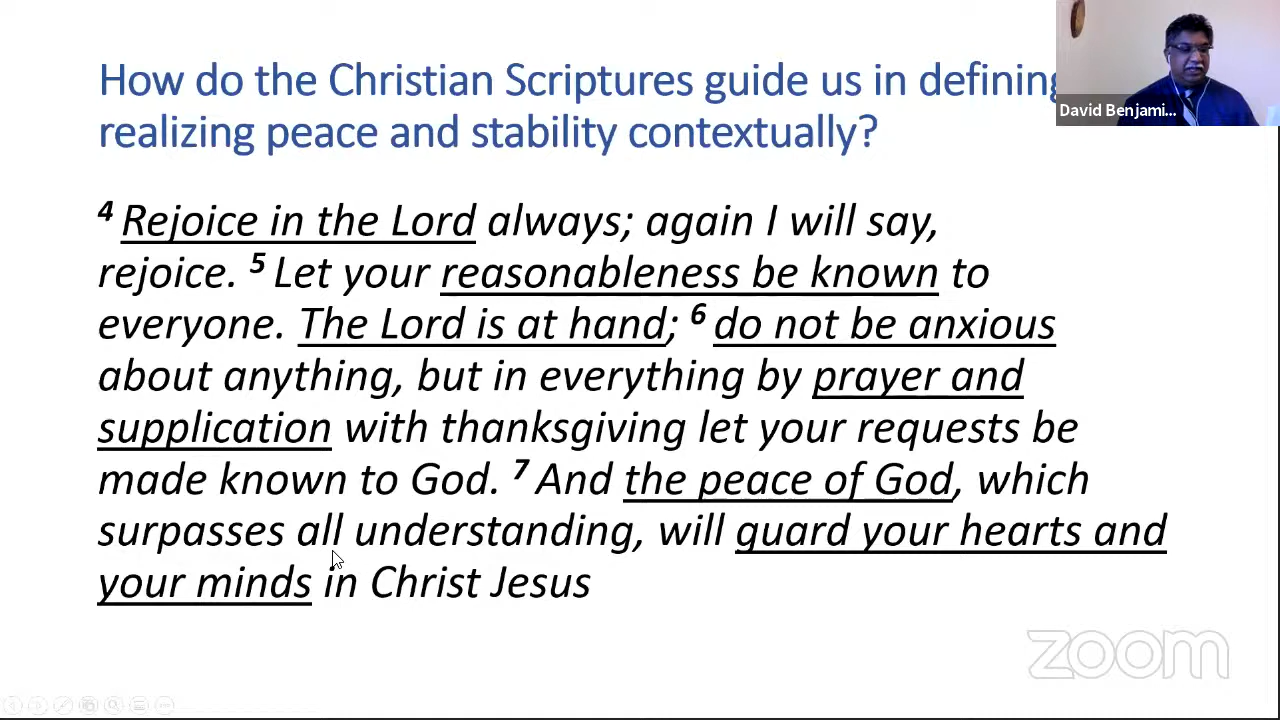 How do the Christian Scriptures guide us in defining
realizing peace and stability contextually?
David Benjami...
4 Rejoice in the Lord always; again I will say,
rejoice. 5 Let your reasonableness be known to
everyone. The Lord is at hand; 6 do not be anxious
about anything, but in everything by prayer and
supplication with thanksgiving let your requests be
made known to God. 7 And the peace of God, which
surpasses all understanding, will guard your hearts and
your minds in Christ Jesus
zoom